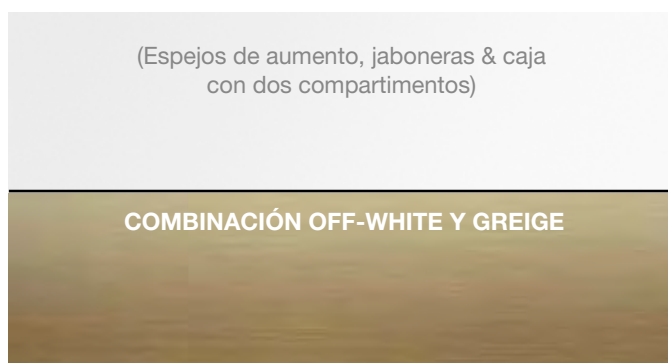 (Espejos de aumento, jaboneras & caja
con dos compartimentos)
COMBINACIÓN OFF-WHITE Y GREIGE